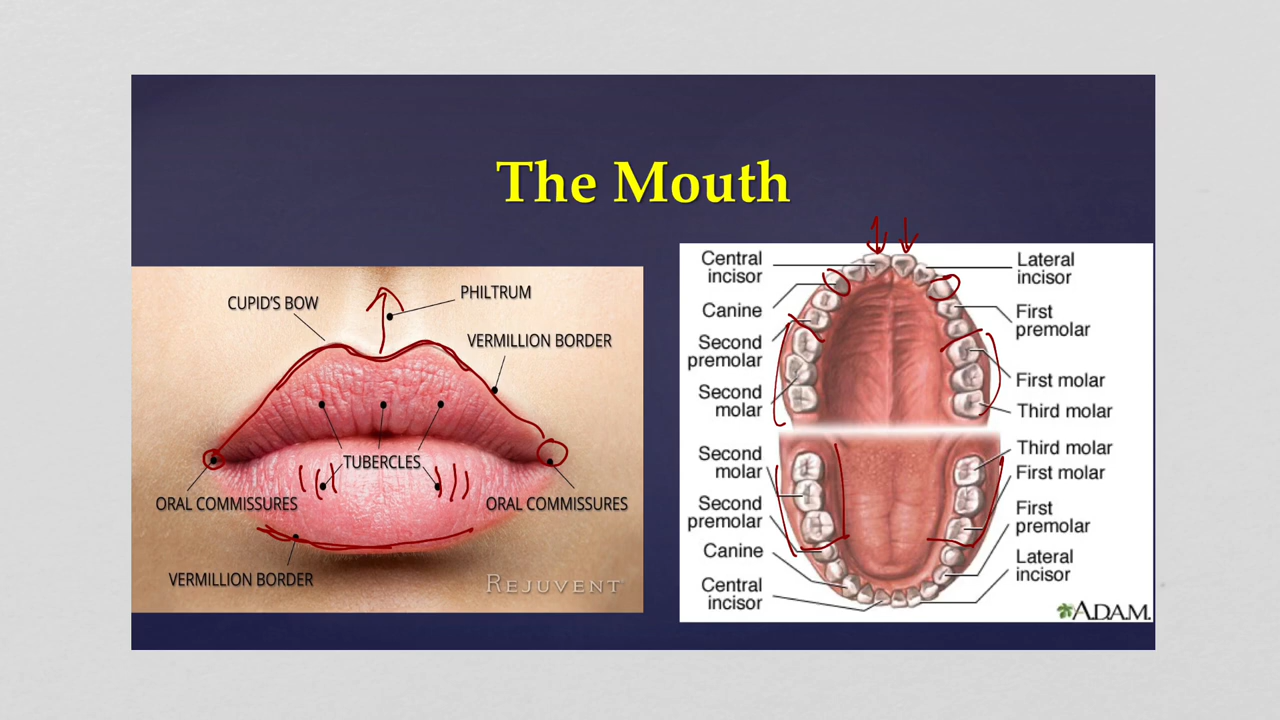 The Mouth
CUPID'S BOW
PHILTRUM
VERMILLION BORDER
TUBERCLES
ORAL COMMISSURES
ORAL COMMISSURES
VERMILLION BORDER
REJUVENT
Central
incisor
Canine
Second
premolar
Second
molar
Lateral
incisor
First
premolar
First molar
Third molar
Second
molar
Second
premolar
Canine
Central
incisor
Third molar
First molar
First
premolar
Lateral
incisor
A.D.A.M.